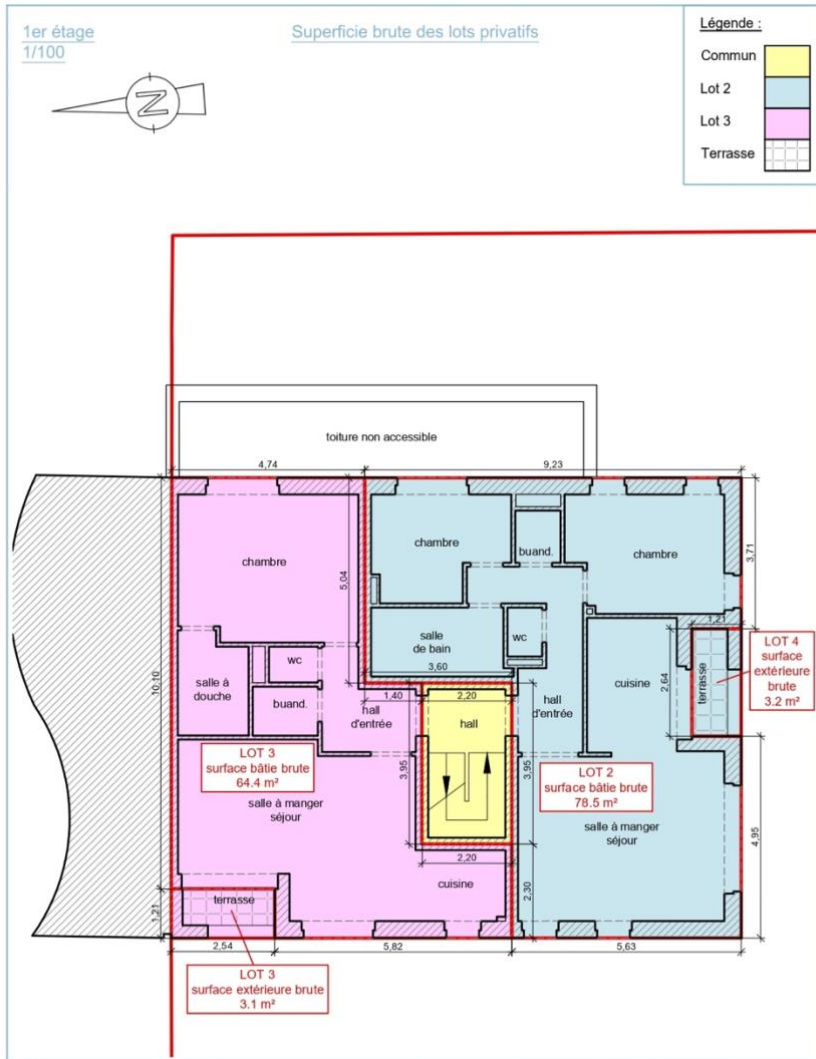 1er étage
1/100
Superficie brute des lots privatifs
Légende :
Commun
Lot 2
Lot 3
Terrasse
N
toiture non accessible
4,74
9,23
chambre
5,04
chambre
buand.
chambre
3,71
salle
de bain
wc
3,60
1,21
LOT 4
surface
extérieure
brute
3.2 m²
terrasse
cuisine
2,64
10,10
salle à
douche
wc
buand.
hall
d'entrée
1,40
2,20
hall
hall
d'entrée
3,95
3,95
LOT 3
surface bâtie brute
64.4 m²
LOT 2
surface bâtie brute
78.5 m²
salle à manger
séjour
salle à manger
séjour
4,95
2,20
cuisine
2,30
terrasse
1,21
2,54
5,82
5,63
LOT 3
surface extérieure brute
3.1 m²